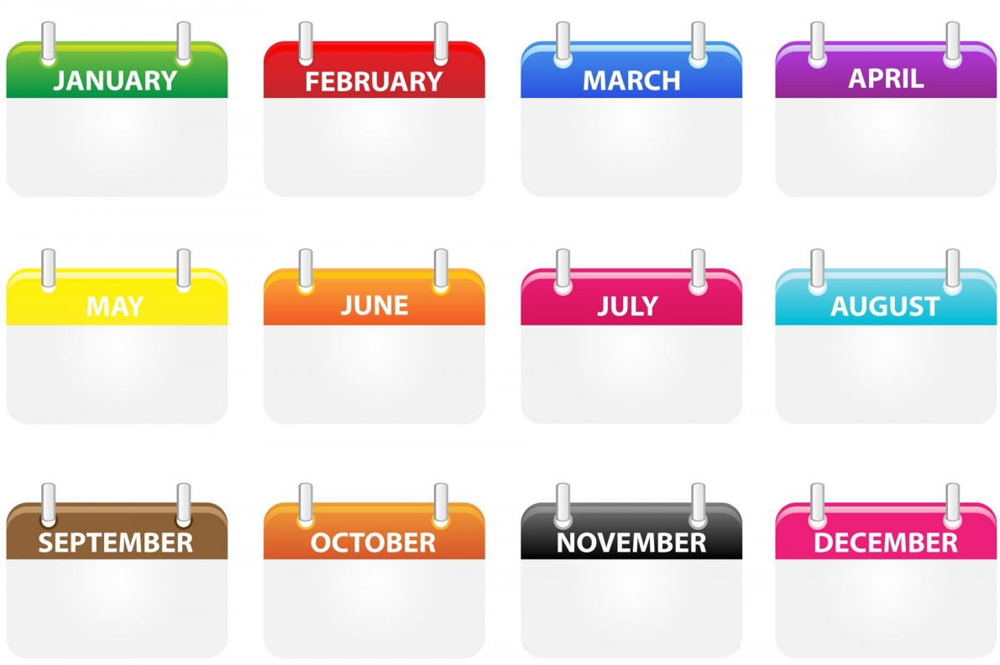 JANUARY
FEBRUARY
MARCH
APRIL
MAY
JUNE
JULY
AUGUST
SEPTEMBER
OCTOBER
NOVEMBER
DECEMBER